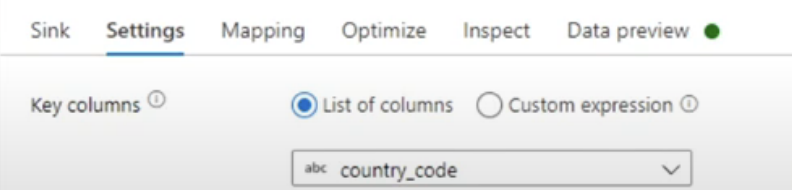 Sink Settings Mapping Optimize Inspect Data preview
Key columns List of columns Custom expression
abc country_code